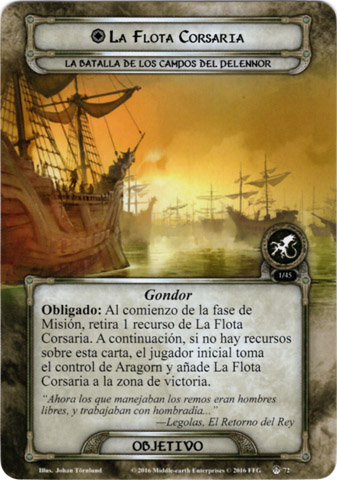 La Flota Corsaria
La Batalla de los Campos del Pelennor
1/45
Gondor
Obligado: Al comienzo de la fase de
Misión, retira 1 recurso de La Flota
Corsaria. A continuación, si no hay recursos
sobre esta carta, el jugador inicial toma
el control de Aragorn y añade La Flota
Corsaria a la zona de victoria.
"Ahora los que manejaban los remos eran hombres
libres, y trabajaban con hombradía..."
—Legolas, El Retorno del Rey
OBJETIVO
Illus. Johan Törnlund © 2016 Middle-earth Enterprises © 2016 FFG 72